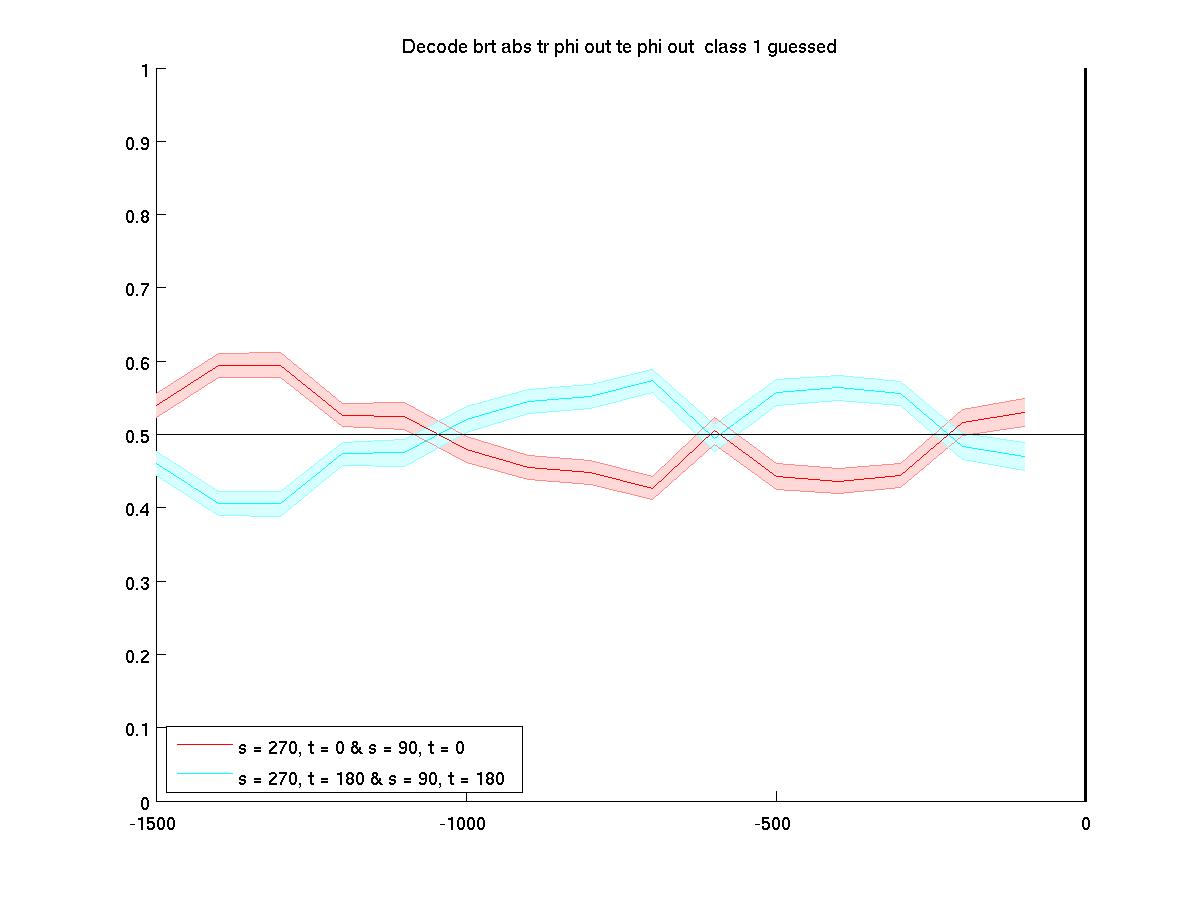 Decode brt abs tr phi out te phi out  class 1 guessed
1
0.9
0.8
0.7
0.6
0.5
0.4
0.3
0.2
0.1
0
s = 270, t = 0 & s = 90, t = 0
s = 270, t = 180 & s = 90, t = 180
-1500 -1000 -500 0